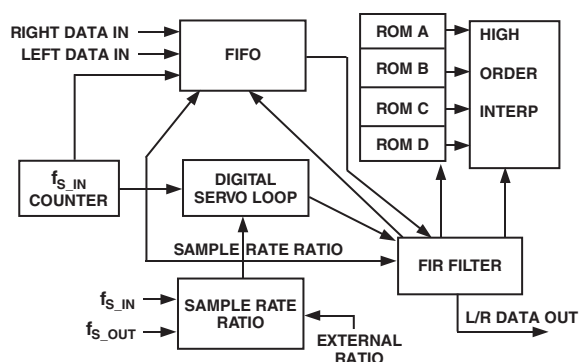 RIGHT DATA IN
LEFT DATA IN
FIFO
ROM A
ROM B
ROM C
ROM D
HIGH
ORDER
INTERP
fS_IN
COUNTER
DIGITAL
SERVO LOOP
SAMPLE RATE RATIO
FIR FILTER
fS_IN
fS_OUT
SAMPLE RATE
RATIO
EXTERNAL
RATIO
L/R DATA OUT